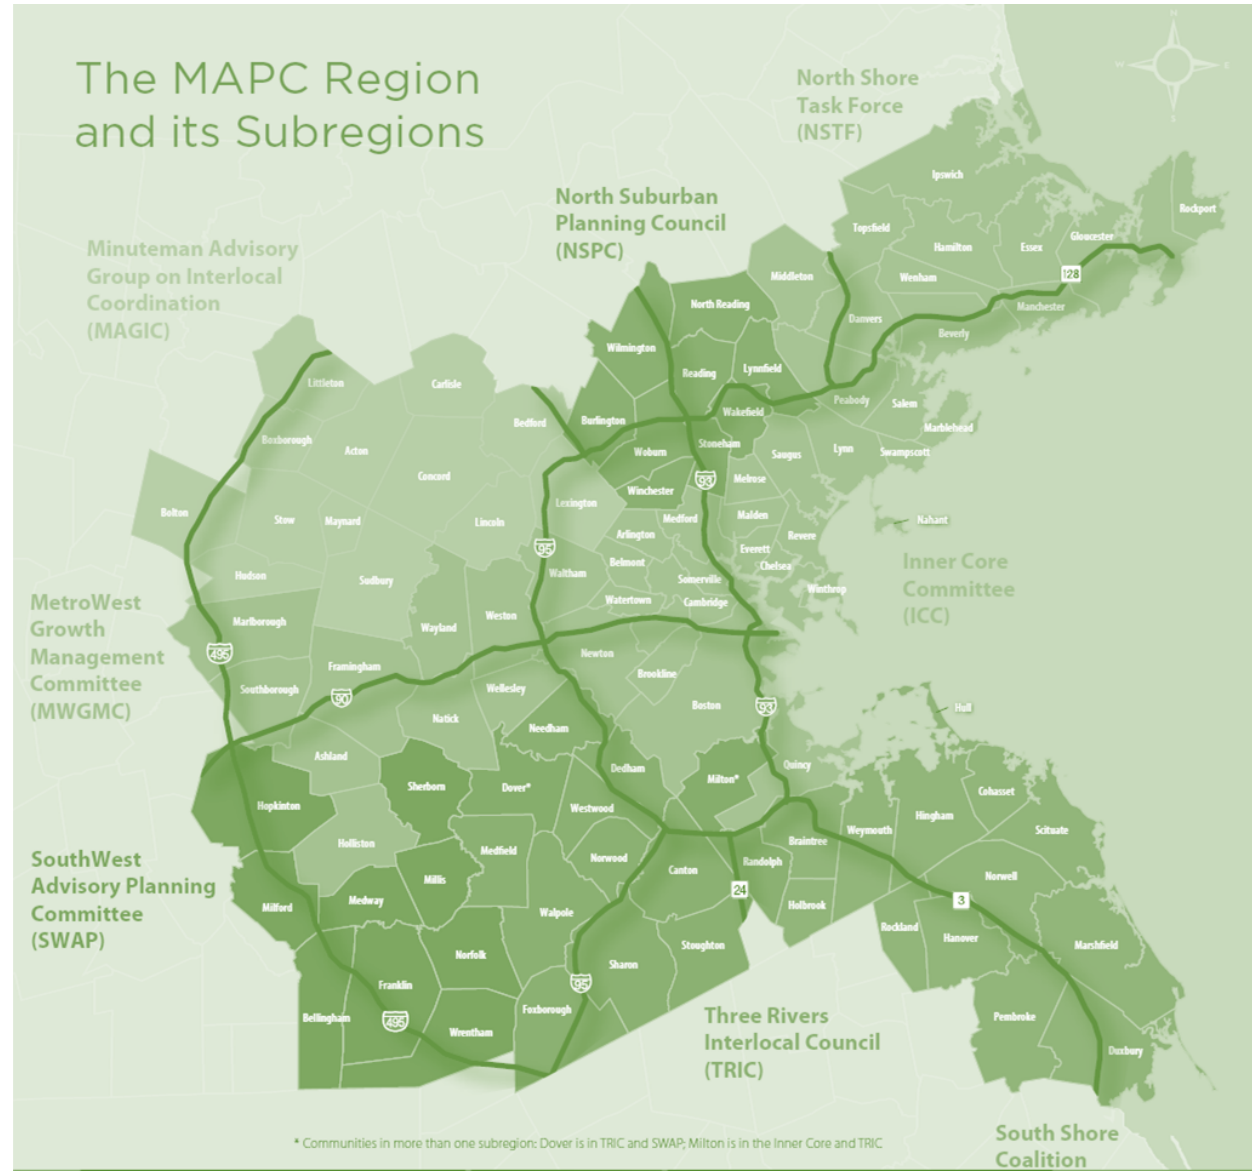 The MAPC Region
and its Subregions
North Shore
Task Force
(NSTF)
North Suburban
Planning Council
(NSPC)
Minuteman Advisory
Group on Interlocal
Coordination
(MAGIC)
MetroWest
Growth
Management
Committee
(MWGMC)
SouthWest
Advisory Planning
Committee
(SWAP)
Inner Core
Committee
(ICC)
Three Rivers
Interlocal Council
(TRIC)
South Shore
Coalition
N
W
E
S
Ipswich
Rockport
Topsfield
Gloucester
Hamilton
Essex
Middleton
Wenham
128
North Reading
Manchester
Danvers
Beverly
Wilmington
Reading
Lynnfield
Littleton
Carlisle
Peabody
Salem
Wakefield
Burlington
Bedford
Marblehead
Boxborough
Stoneham
Acton
Woburn
Saugus
Lynn
Swampscott
Concord
93
Melrose
Winchester
Lexington
Bolton
Stow
Maynard
Lincoln
Medford
Malden
Nahant
Arlington
Revere
95
Everett
Belmont
Chelsea
Hudson
Sudbury
Waltham
Somerville
Winthrop
Watertown
Cambridge
Marlborough
Wayland
Weston
495
Newton
Framingham
Brookline
Southborough
Wellesley
90
Boston
93
Hull
Natick
Needham
Ashland
Dedham
Quincy
Milton*
Sherborn
Dover*
Cohasset
Hopkinton
Westwood
Hingham
Weymouth
Scituate
Holliston
Braintree
Medfield
Norwood
Randolph
Canton
Norwell
Millis
24
Medway
3
Holbrook
Milford
Walpole
Rockland
Hanover
Stoughton
Marshfield
Norfolk
Sharon
Franklin
95
Foxborough
Bellingham
495
Pembroke
Wrentham
Duxbury
* Communities in more than one subregion: Dover is in TRIC and SWAP; Milton is in the Inner Core and TRIC